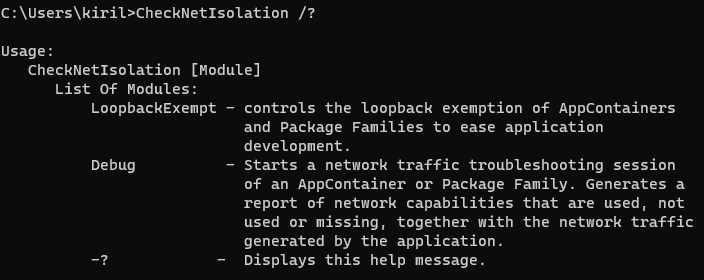 C:\Users\kiril>CheckNetIsolation /?
Usage:
CheckNetIsolation [Module]
List Of Modules:
LoopbackExempt - controls the loopback exemption of AppContainers
and Package Families to ease application
development.
Debug - Starts a network traffic troubleshooting session
of an AppContainer or Package Family. Generates a
report of network capabilities that are used, not
used or missing, together with the network traffic
generated by the application.
-? - Displays this help message.